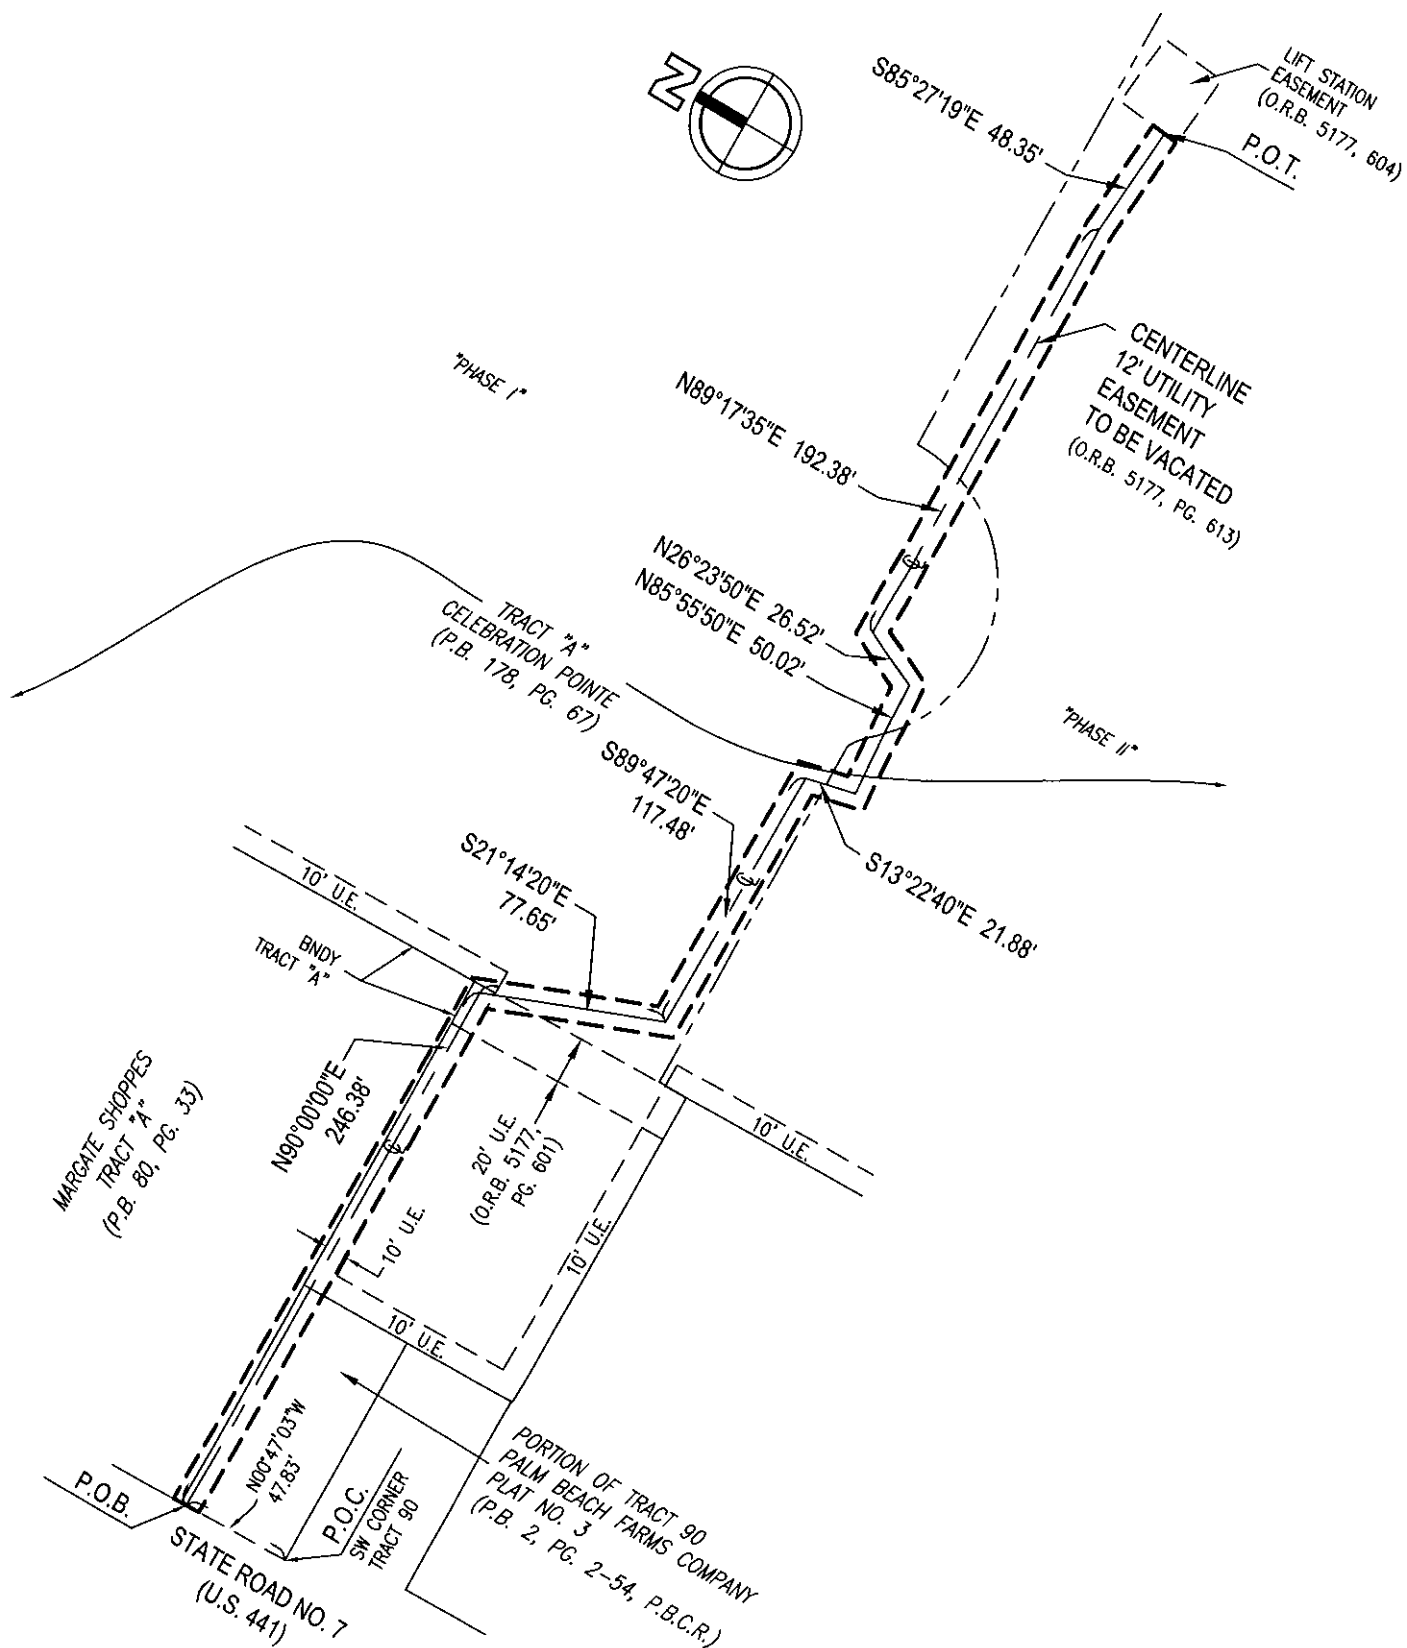 N
LIFT STATION
EASEMENT
(O.R.B. 5177, 604)
S85°27'19"E 48.35'
P.O.T.
CENTERLINE
12' UTILITY
EASEMENT
TO BE VACATED
(O.R.B. 5177, PG. 613)
"PHASE I"
N89°17'35"E 192.38'
N26°23'50"E 26.52'
N85°55'50"E 50.02'
TRACT "A"
CELEBRATION POINTE
(P.B. 178, PG. 67)
"PHASE II"
S89°47'20"E
117.48'
S13°22'40"E 21.88'
S21°14'20"E
77.65'
10' U.E.
BNDY
TRACT "A"
N90°00'00"E
246.38'
MARGATE SHOPPES
TRACT "A"
(P.B. 80, PG. 33)
20' U.E.
(O.R.B. 5177,
PG. 601)
10' U.E.
10' U.E.
10' U.E.
10' U.E.
N00°47'03"W
47.83'
P.O.B.
P.O.C.
SW CORNER
TRACT 90
PORTION OF TRACT 90
PALM BEACH FARMS COMPANY
PLAT NO. 3
(P.B. 2, PG. 2-54, P.B.C.R.)
STATE ROAD NO. 7
(U.S. 441)